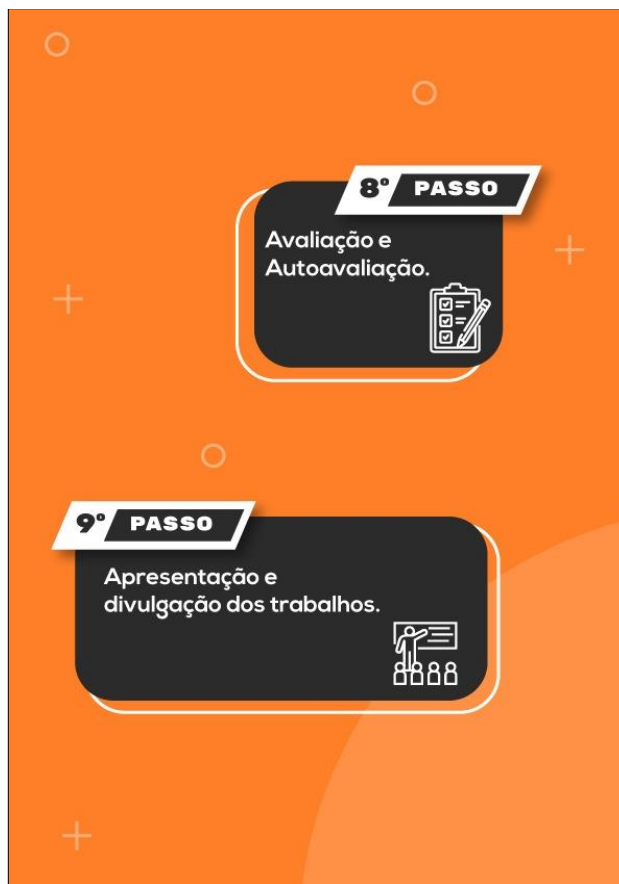 8º PASSO
Avaliação e
Autoavaliação.
9º PASSO
Apresentação e
divulgação dos trabalhos.